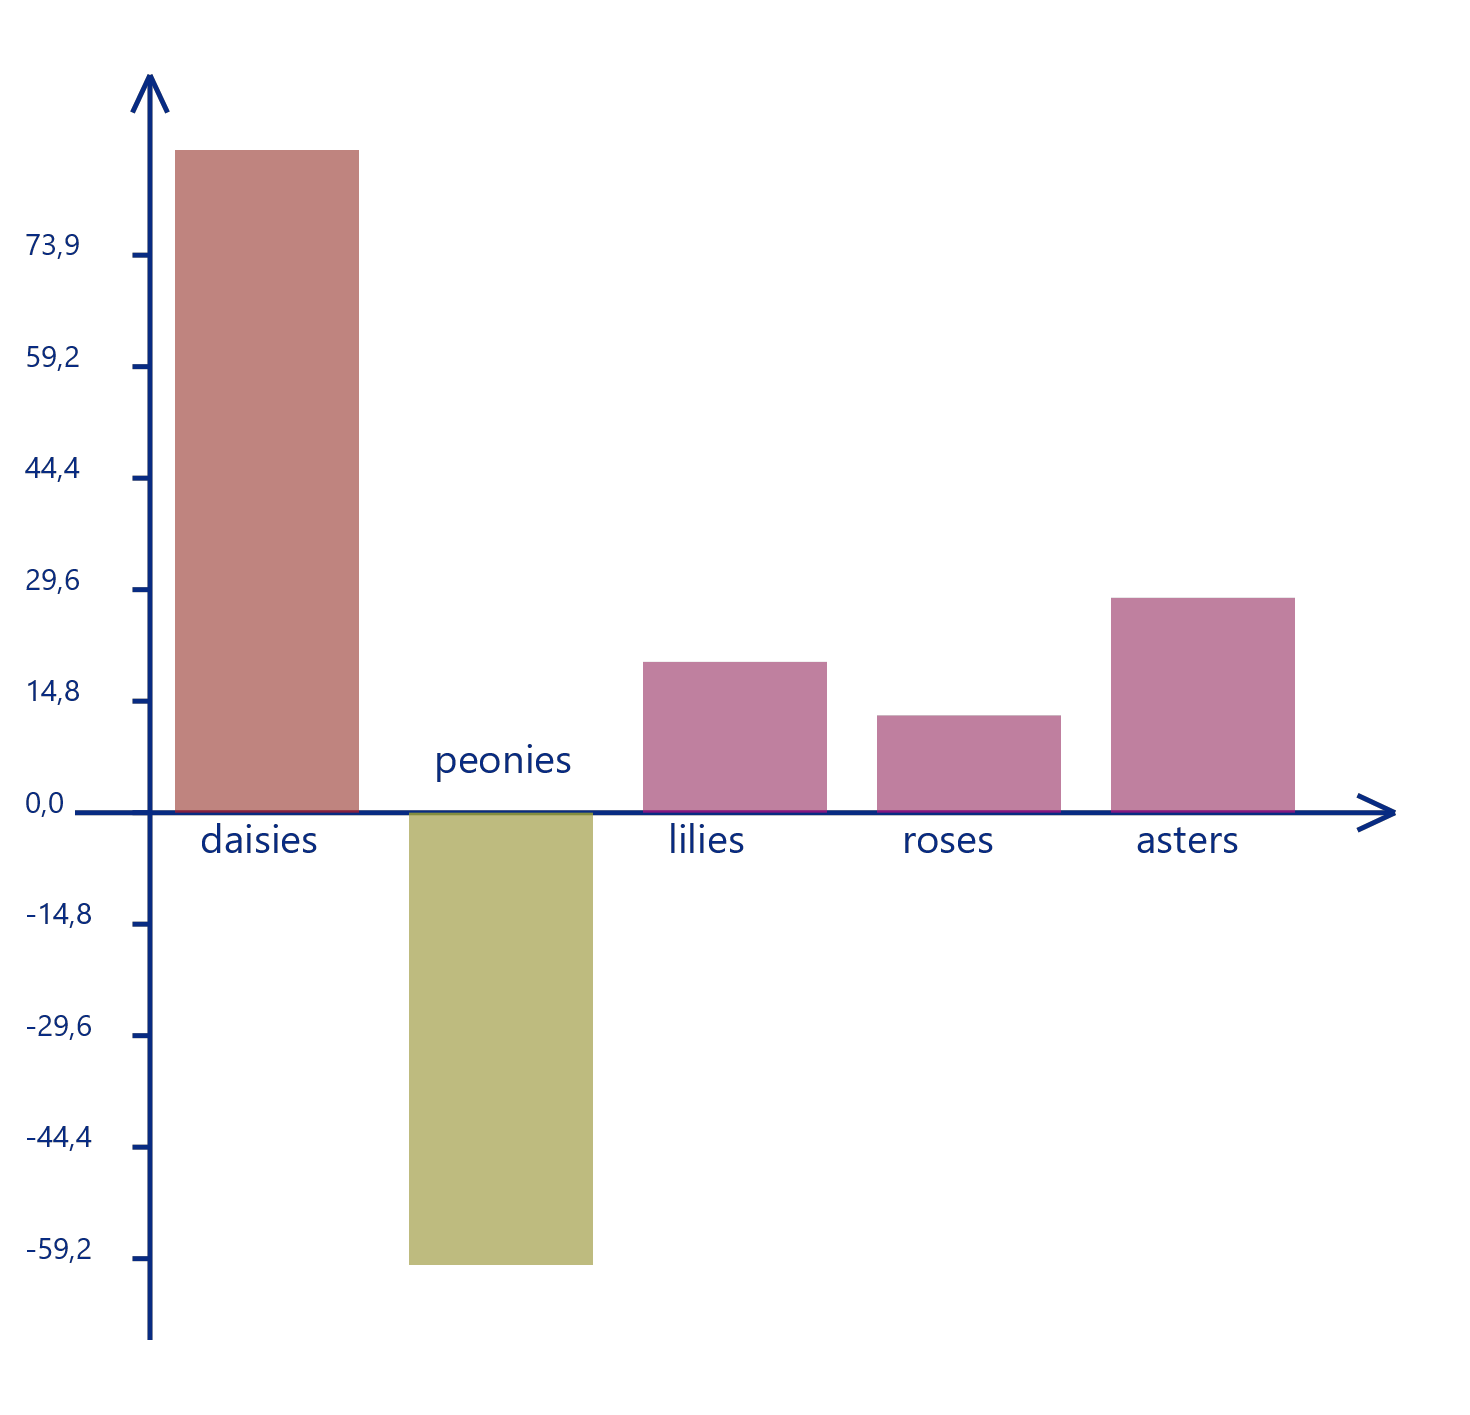 73,9
59,2
44,4
29,6
14,8
peonies
0,0
daisies
lilies
roses
asters
-14,8
-29,6
-44,4
-59,2